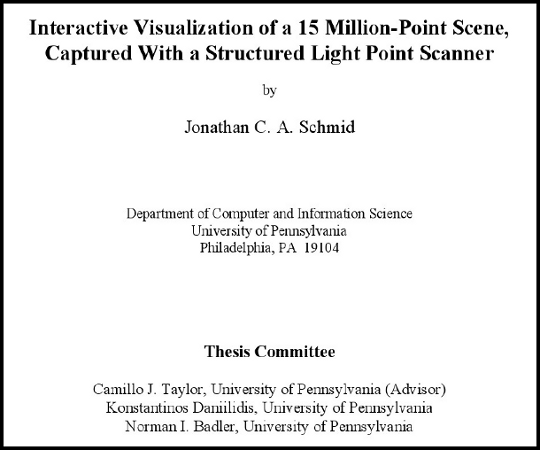 Interactive Visualization of a 15 Million-Point Scene,
Captured With a Structured Light Point Scanner
by
Jonathan C. A. Schmid
Department of Computer and Information Science
University of Pennsylvania
Philadelphia, PA 19104
Thesis Committee
Camillo J. Taylor, University of Pennsylvania (Advisor)
Konstantinos Daniilidis, University of Pennsylvania
Norman I. Badler, University of Pennsylvania